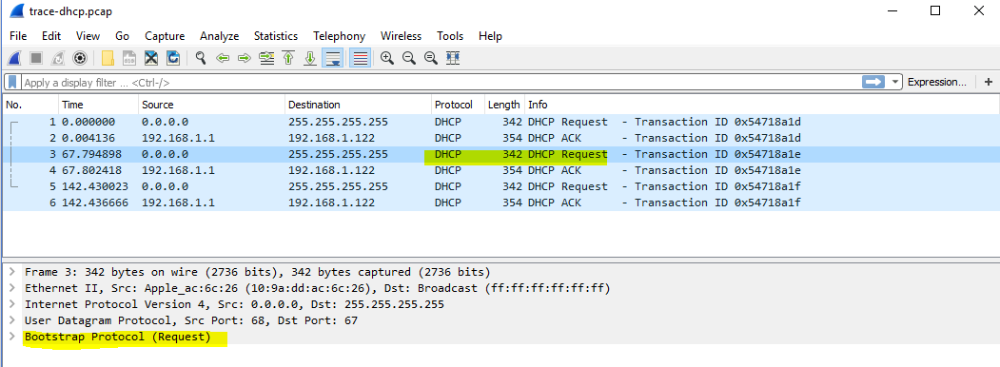 trace-dhcp.pcap
File Edit View Go Capture Analyze Statistics Telephony Wireless Tools Help
Apply a display filter ... <Ctrl-/> Expression... +
No. Time Source Destination Protocol Length Info
1 0.000000 0.0.0.0 255.255.255.255 DHCP 342 DHCP Request - Transaction ID 0x54718a1d
2 0.004136 192.168.1.1 192.168.1.122 DHCP 354 DHCP ACK - Transaction ID 0x54718a1d
3 67.794898 0.0.0.0 255.255.255.255 DHCP 342 DHCP Request - Transaction ID 0x54718a1e
4 67.802418 192.168.1.1 192.168.1.122 DHCP 354 DHCP ACK - Transaction ID 0x54718a1e
5 142.430023 0.0.0.0 255.255.255.255 DHCP 342 DHCP Request - Transaction ID 0x54718a1f
6 142.436666 192.168.1.1 192.168.1.122 DHCP 354 DHCP ACK - Transaction ID 0x54718a1f
Frame 3: 342 bytes on wire (2736 bits), 342 bytes captured (2736 bits)
Ethernet II, Src: Apple_ac:6c:26 (10:9a:dd:ac:6c:26), Dst: Broadcast (ff:ff:ff:ff:ff:ff)
Internet Protocol Version 4, Src: 0.0.0.0, Dst: 255.255.255.255
User Datagram Protocol, Src Port: 68, Dst Port: 67
Bootstrap Protocol (Request)